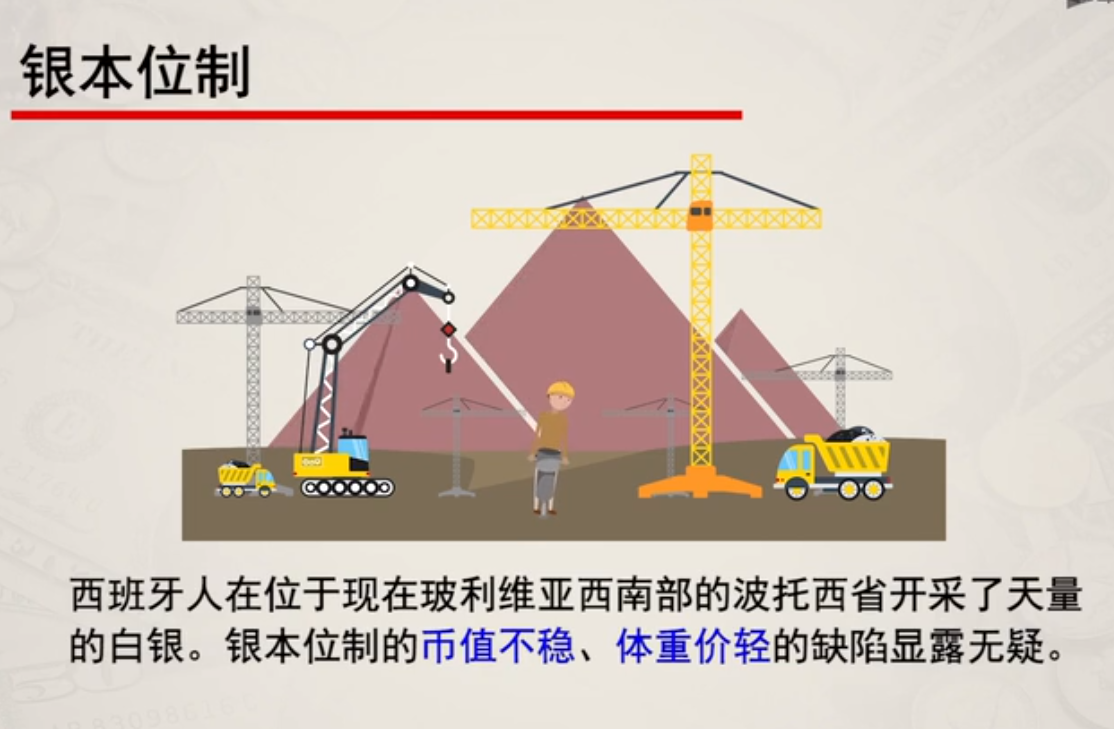 银本位制
西班牙人在位于现在玻利维亚西南部的波托西省开采了天量
的白银。银本位制的币值不稳、体重价轻的缺陷显露无疑。